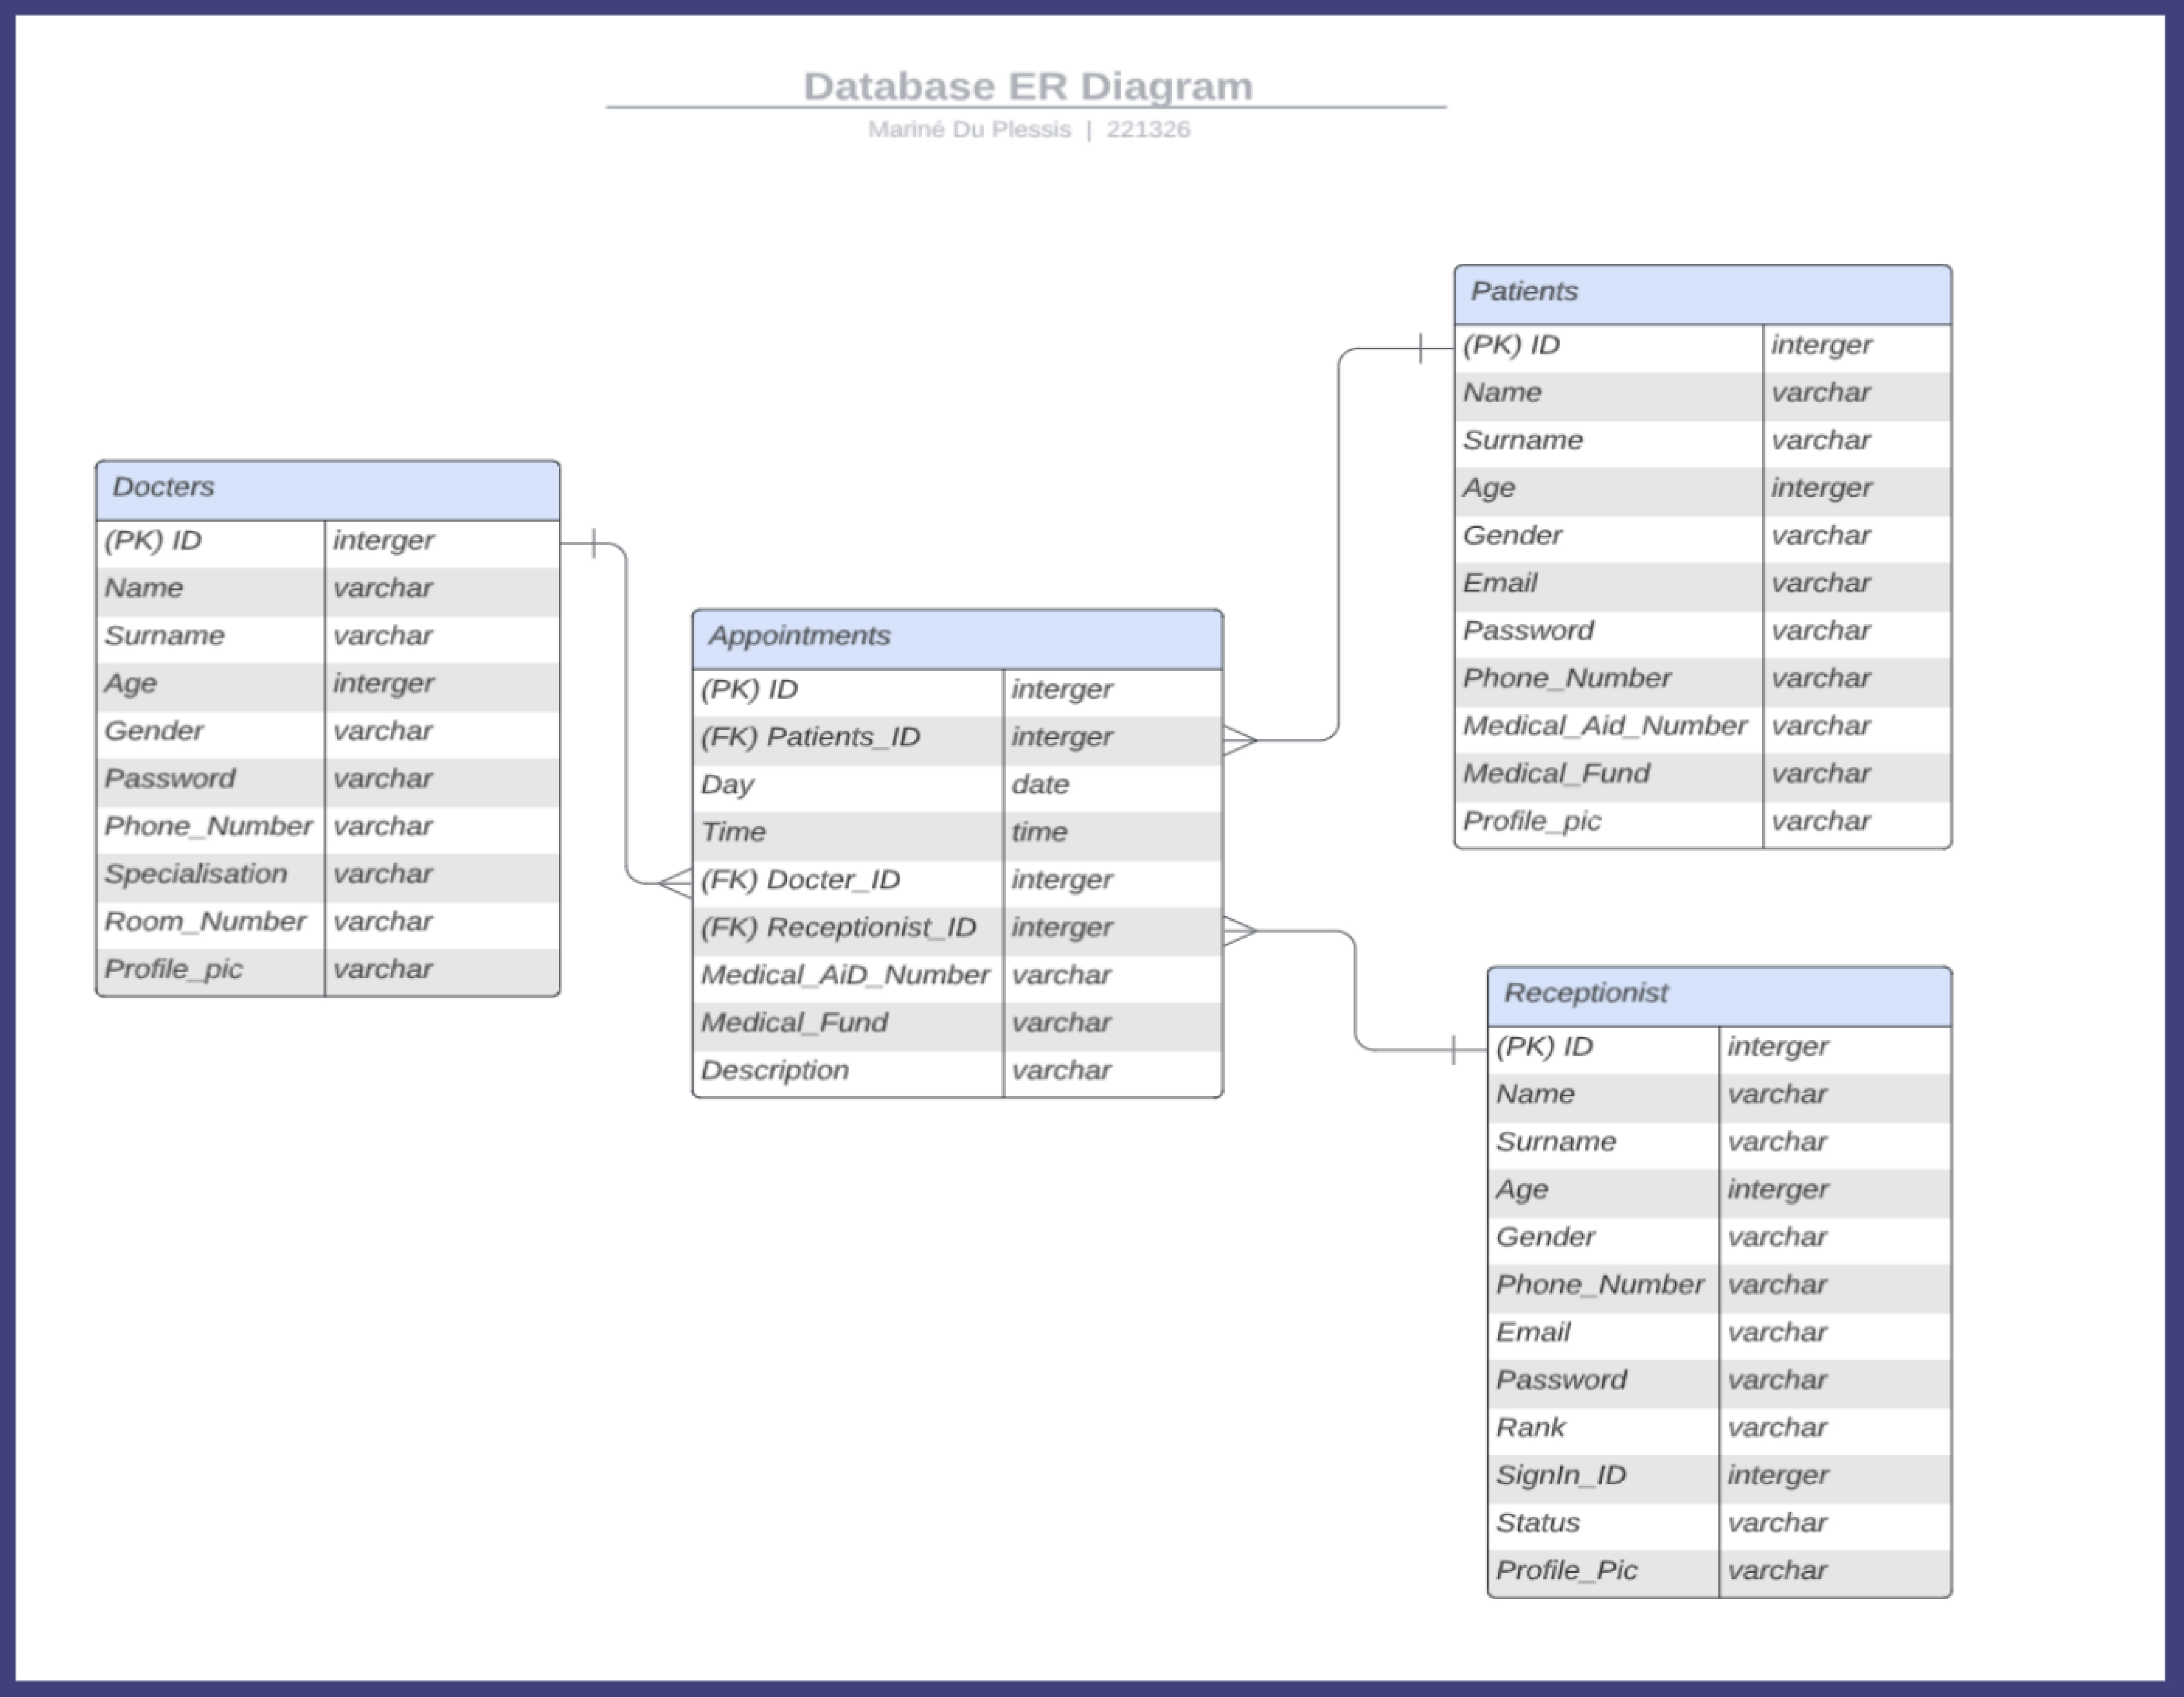 Database ER Diagram
Mariné Du Plessis | 221326
Docters
(PK) ID interger
Name varchar
Surname varchar
Age interger
Gender varchar
Password varchar
Phone_Number varchar
Specialisation varchar
Room_Number varchar
Profile_pic varchar
Appointments
(PK) ID interger
(FK) Patients_ID interger
Day date
Time time
(FK) Docter_ID interger
(FK) Receptionist_ID interger
Medical_AiD_Number varchar
Medical_Fund varchar
Description varchar
Patients
(PK) ID interger
Name varchar
Surname varchar
Age interger
Gender varchar
Email varchar
Password varchar
Phone_Number varchar
Medical_Aid_Number varchar
Medical_Fund varchar
Profile_pic varchar
Receptionist
(PK) ID interger
Name varchar
Surname varchar
Age interger
Gender varchar
Phone_Number varchar
Email varchar
Password varchar
Rank varchar
SignIn_ID interger
Status varchar
Profile_Pic varchar